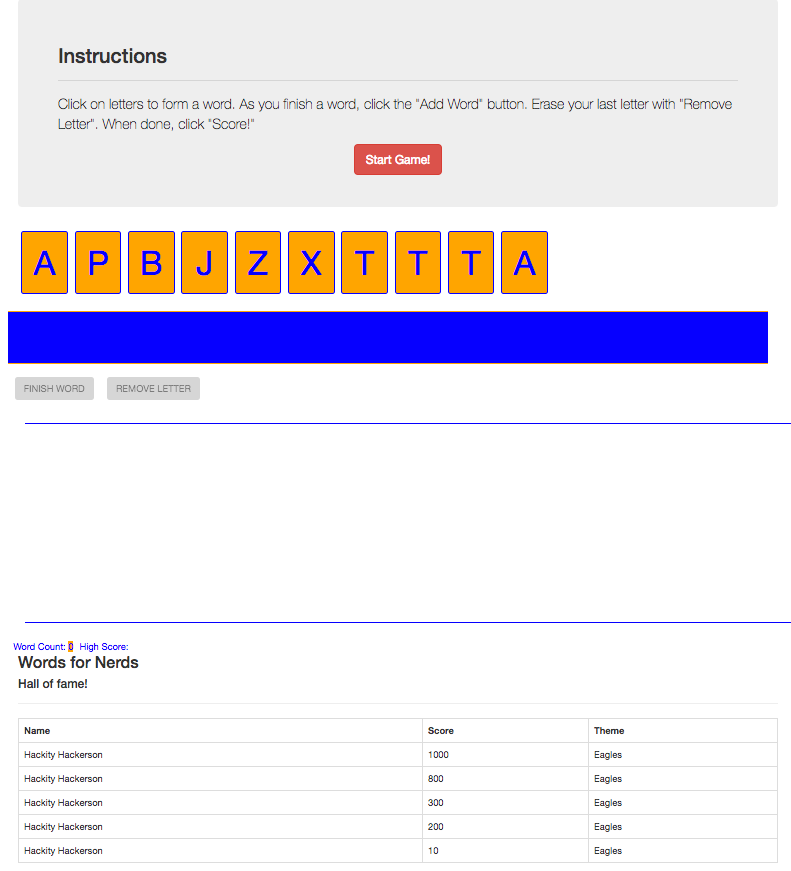 Instructions
Click on letters to form a word. As you finish a word, click the "Add Word" button. Erase your last letter with "Remove
Letter". When done, click "Score!"
Start Game!
A P B J Z X T T T A
FINISH WORD REMOVE LETTER
Word Count: 0 High Score:
Words for Nerds
Hall of fame!
Name Score Theme
Hackity Hackerson 1000 Eagles
Hackity Hackerson 800 Eagles
Hackity Hackerson 300 Eagles
Hackity Hackerson 200 Eagles
Hackity Hackerson 10 Eagles